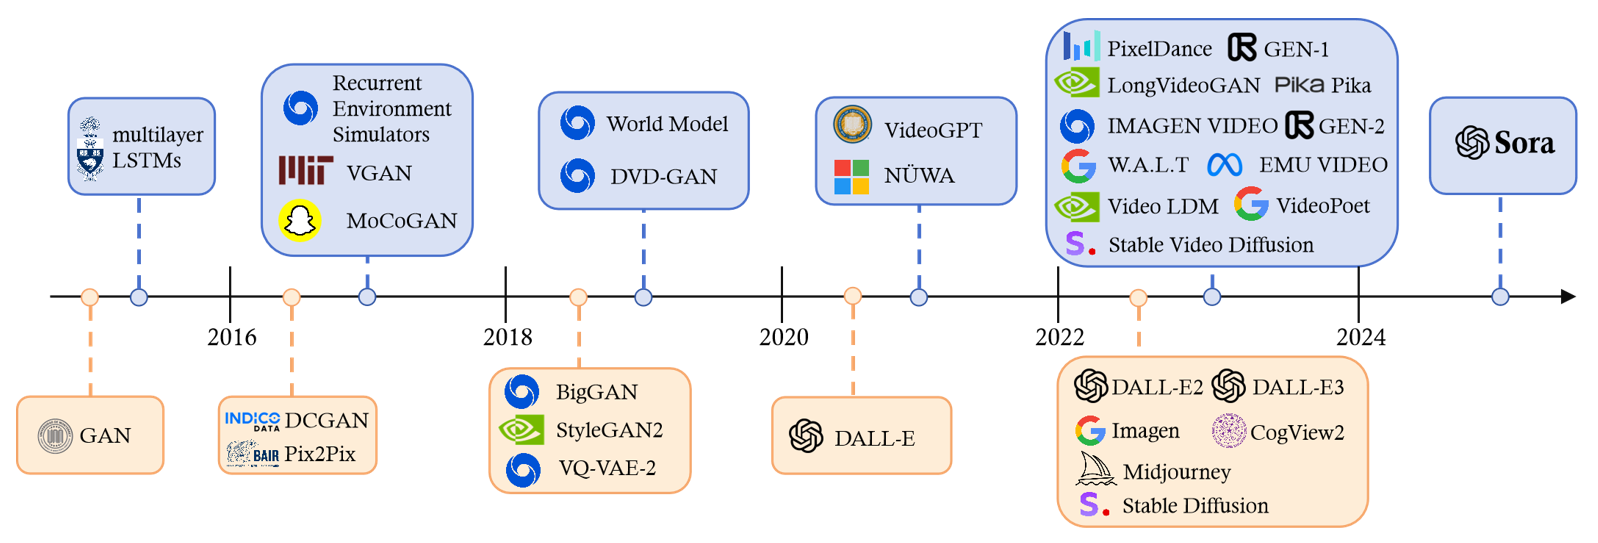 multilayer
LSTMs
Recurrent
Environment
Simulators
MIT VGAN
MoCoGAN
World Model
DVD-GAN
VideoGPT
NÜWA
PixelDance GEN-1
LongVideoGAN Pika Pika
IMAGEN VIDEO GEN-2
W.A.L.T EMU VIDEO
Video LDM VideoPoet
S. Stable Video Diffusion
Sora
2016 2018 2020 2022 2024
GAN
INDICO DATA DCGAN
BAIR Pix2Pix
BigGAN
StyleGAN2
VQ-VAE-2
DALL-E
DALL-E2 DALL-E3
Imagen CogView2
Midjourney
S. Stable Diffusion